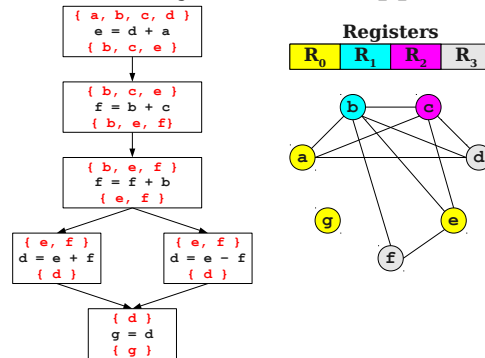 { a, b, c, d }
e = d + a
{ b, c, e }
{ b, c, e }
f = b + c
{ b, e, f}
{ b, e, f }
f = f + b
{ e, f }
{ e, f }
d = e + f
{ d }
{ e, f }
d = e – f
{ d }
{ d }
g = d
{ g }
Registers
R0 R1 R2 R3
b c
a d
g e
f